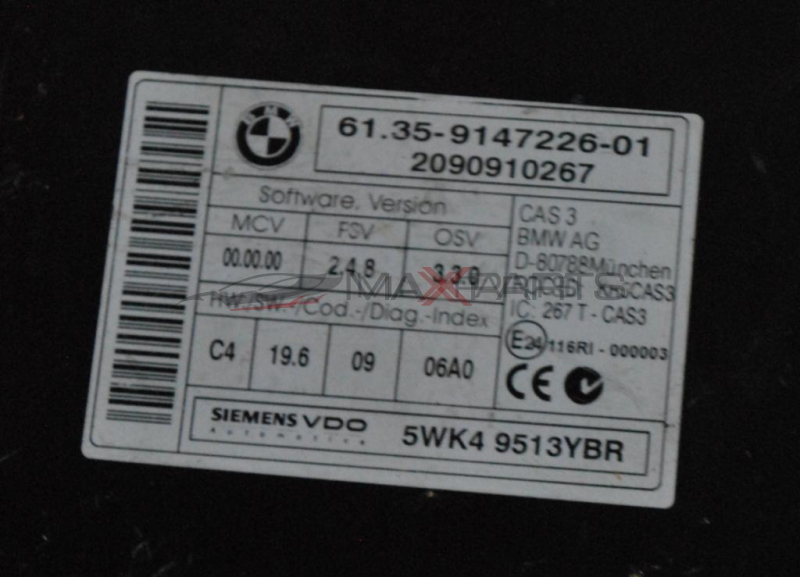 BMW
61.35-9147226-01
2090910267
Software, Version
MCV FSV OSV
00.00.00 2.4.8 3.3.0
HW-/SW-/Cod.-/Diag.-Index
C4 19.6 09 06A0
CAS 3
BMW AG
D-80788München
IC: 267 T - CAS3
E24 116RI - 000003
CE
SIEMENS VDO
Automotive
5WK4 9513YBR
MAXPARTS